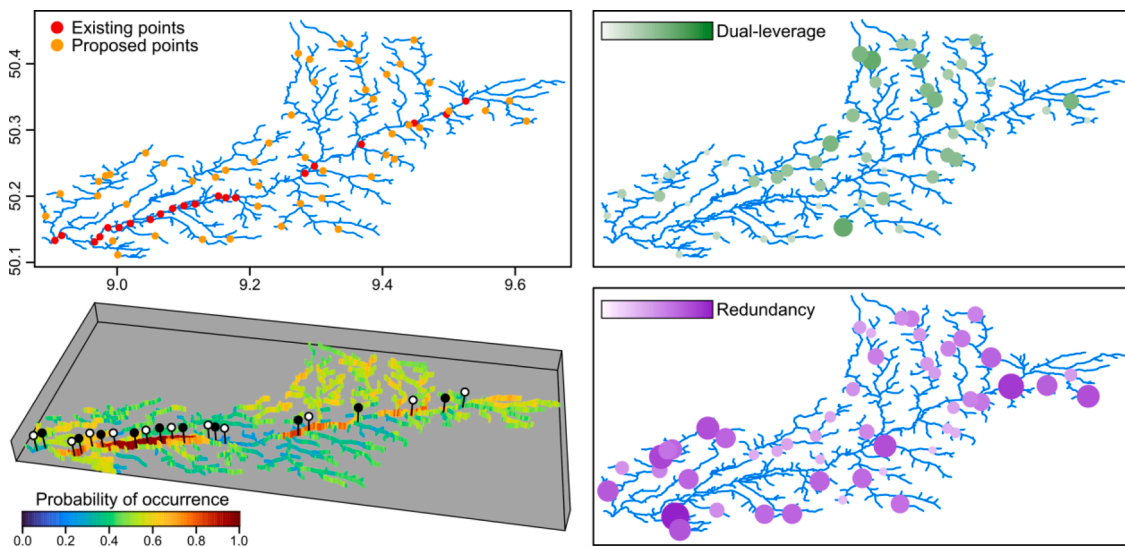 Existing points
Proposed points
50.4
50.3
50.2
50.1
9.0 9.2 9.4 9.6
Dual-leverage
Probability of occurrence
0.0 0.2 0.4 0.6 0.8 1.0
Redundancy